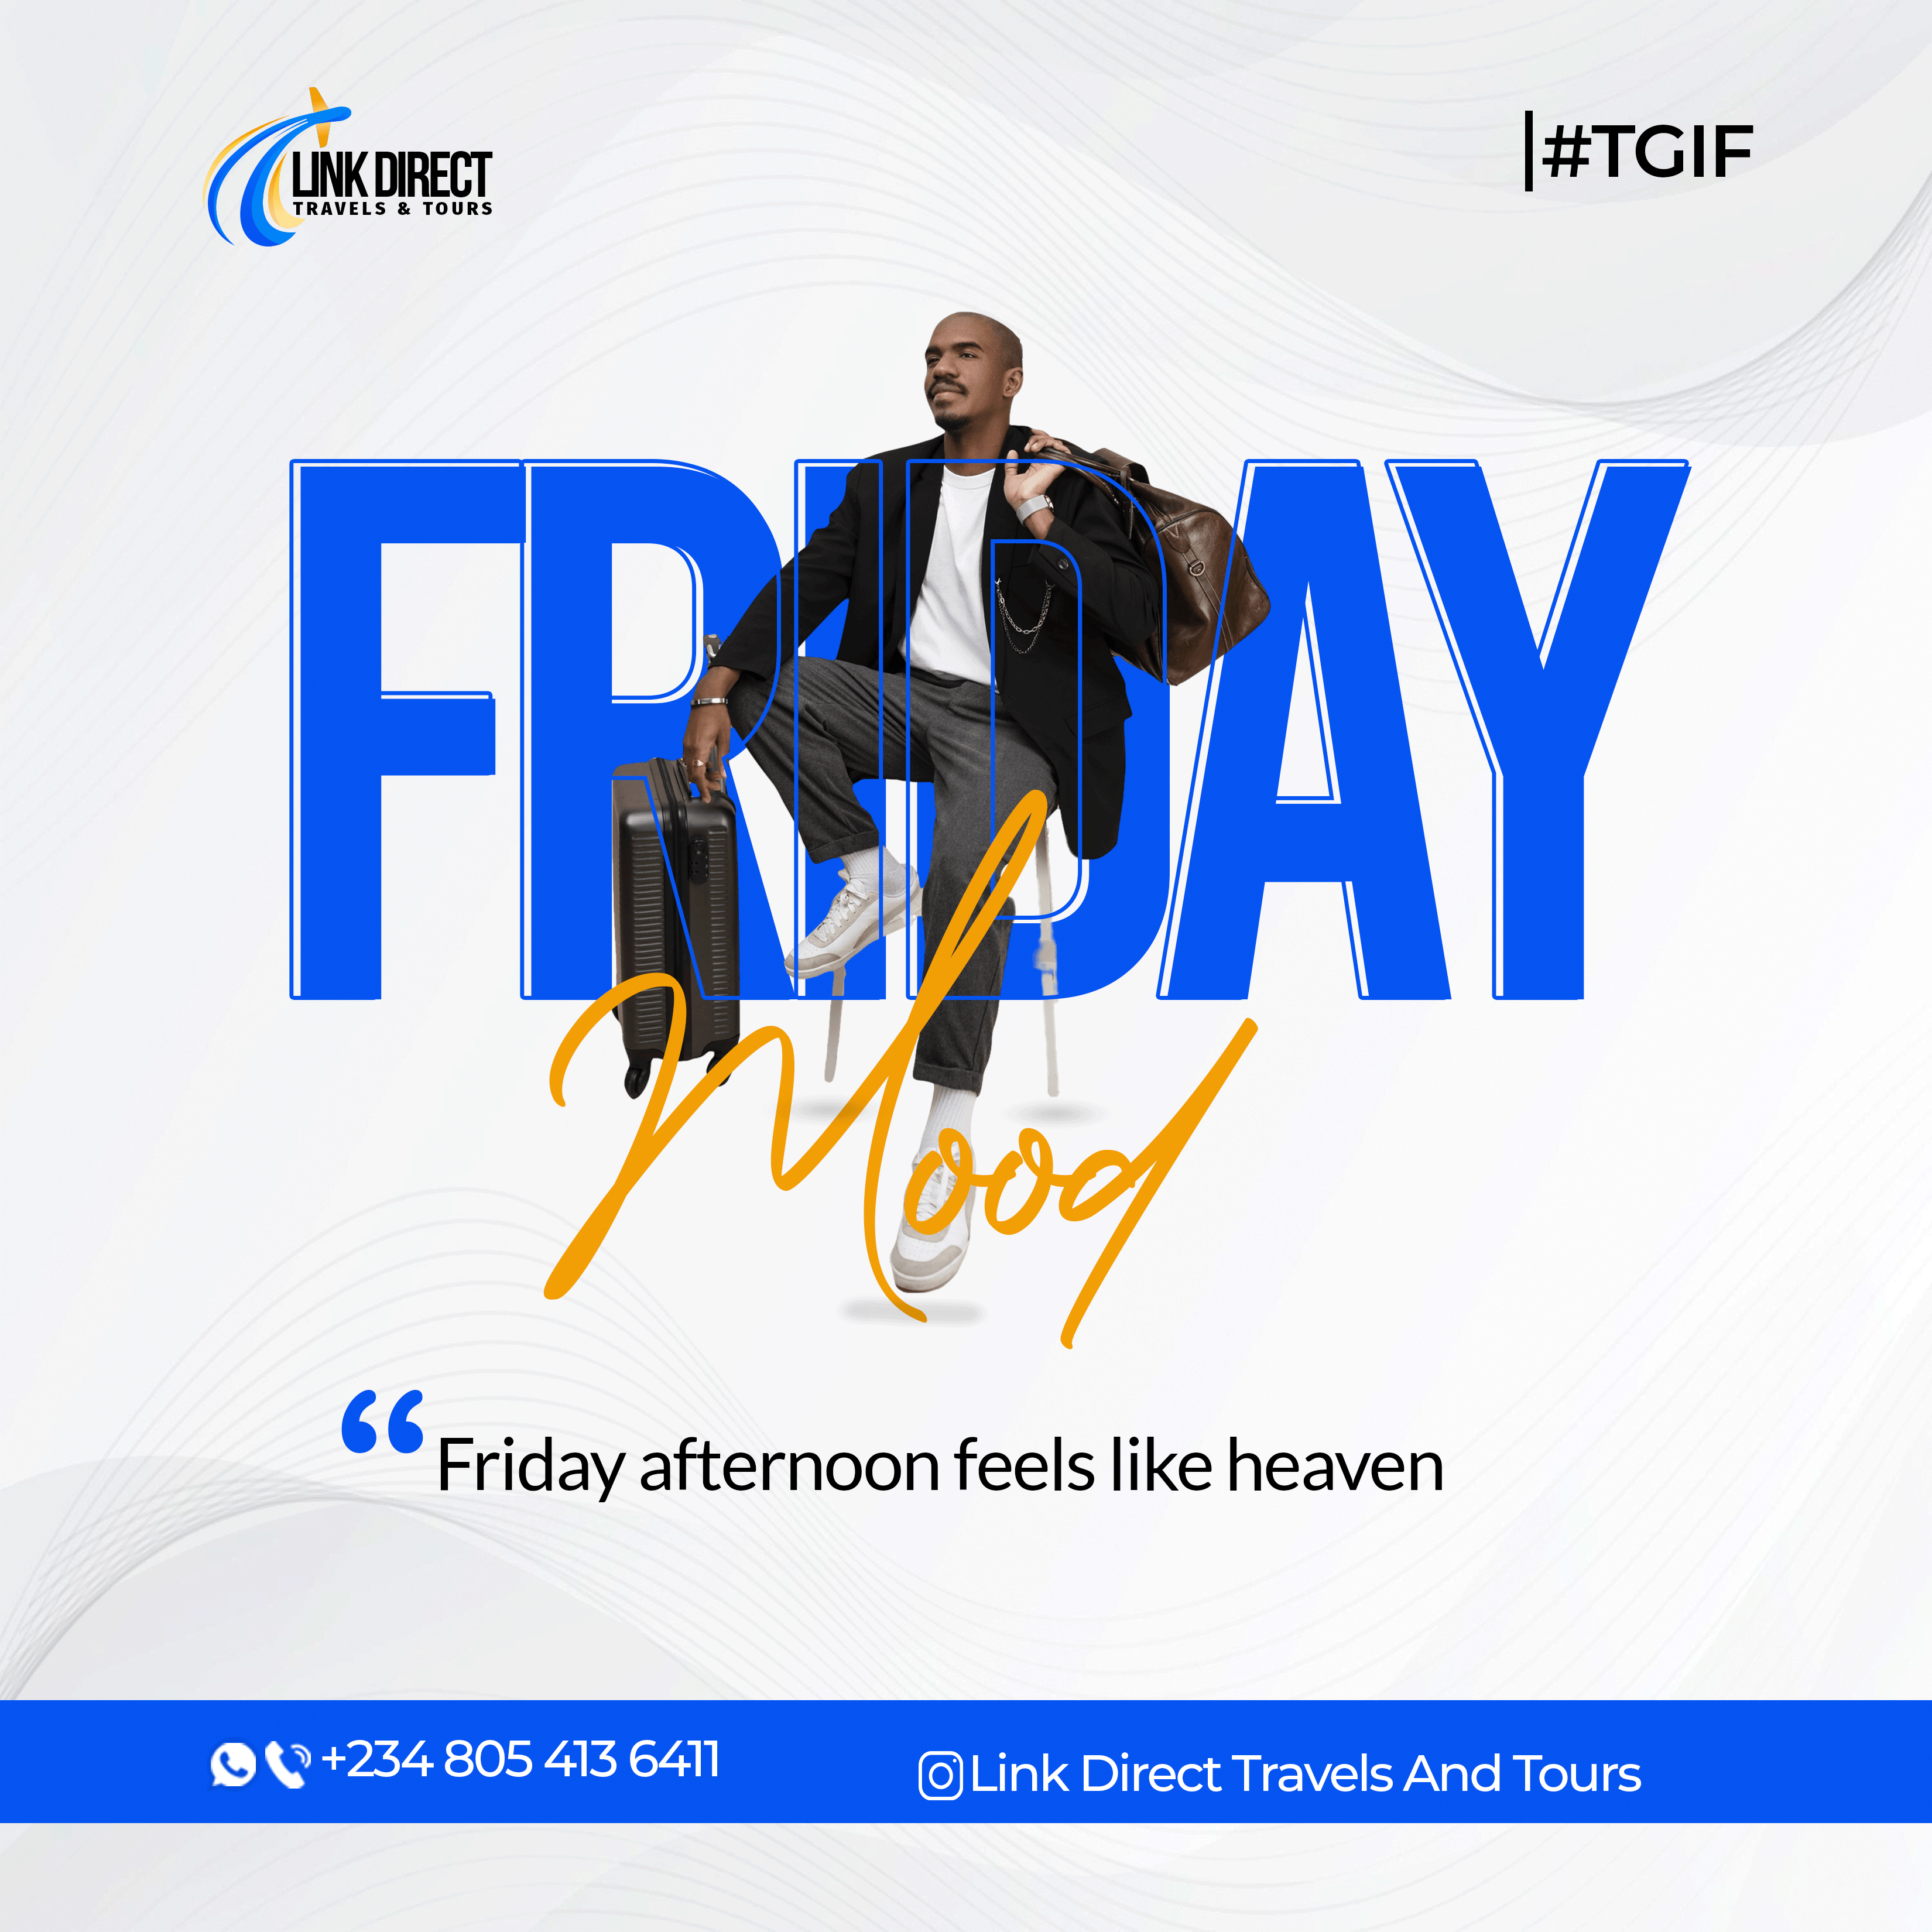 LINK DIRECT
TRAVELS & TOURS
|#TGIF
FRIDAY
Mood
“Friday afternoon feels like heaven
+234 805 413 6411
Link Direct Travels And Tours